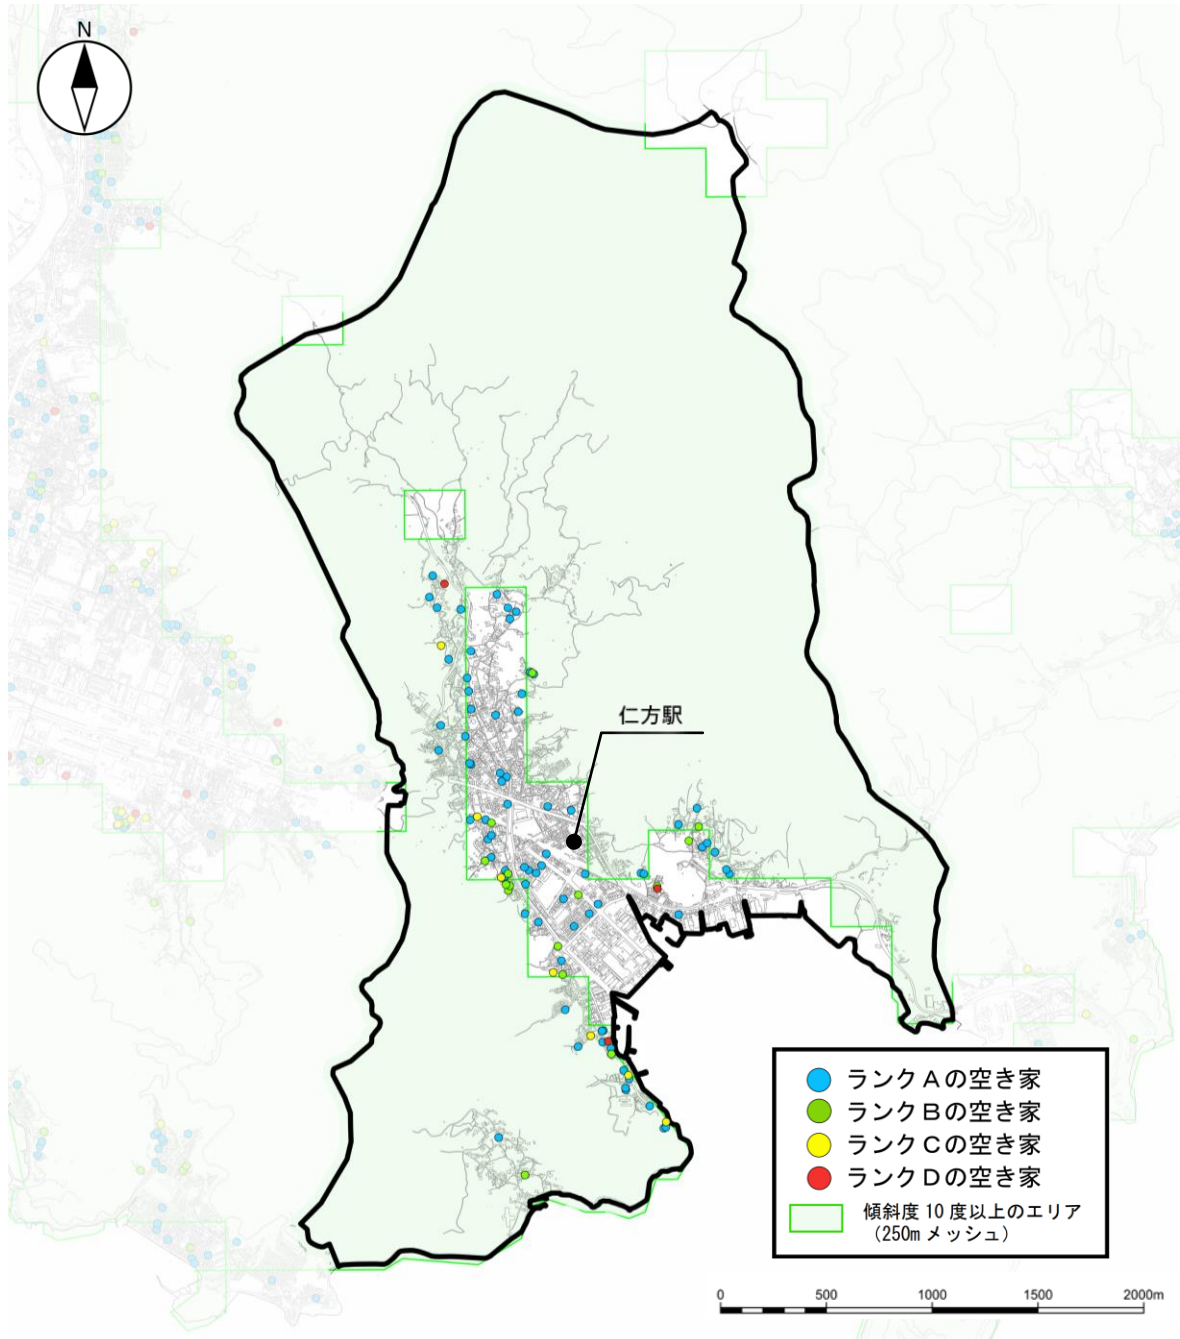 N
仁方駅
ランクAの空き家
ランクBの空き家
ランクCの空き家
ランクDの空き家
傾斜度 10 度以上のエリア
（250m メッシュ）
0 500 1000 1500 2000m